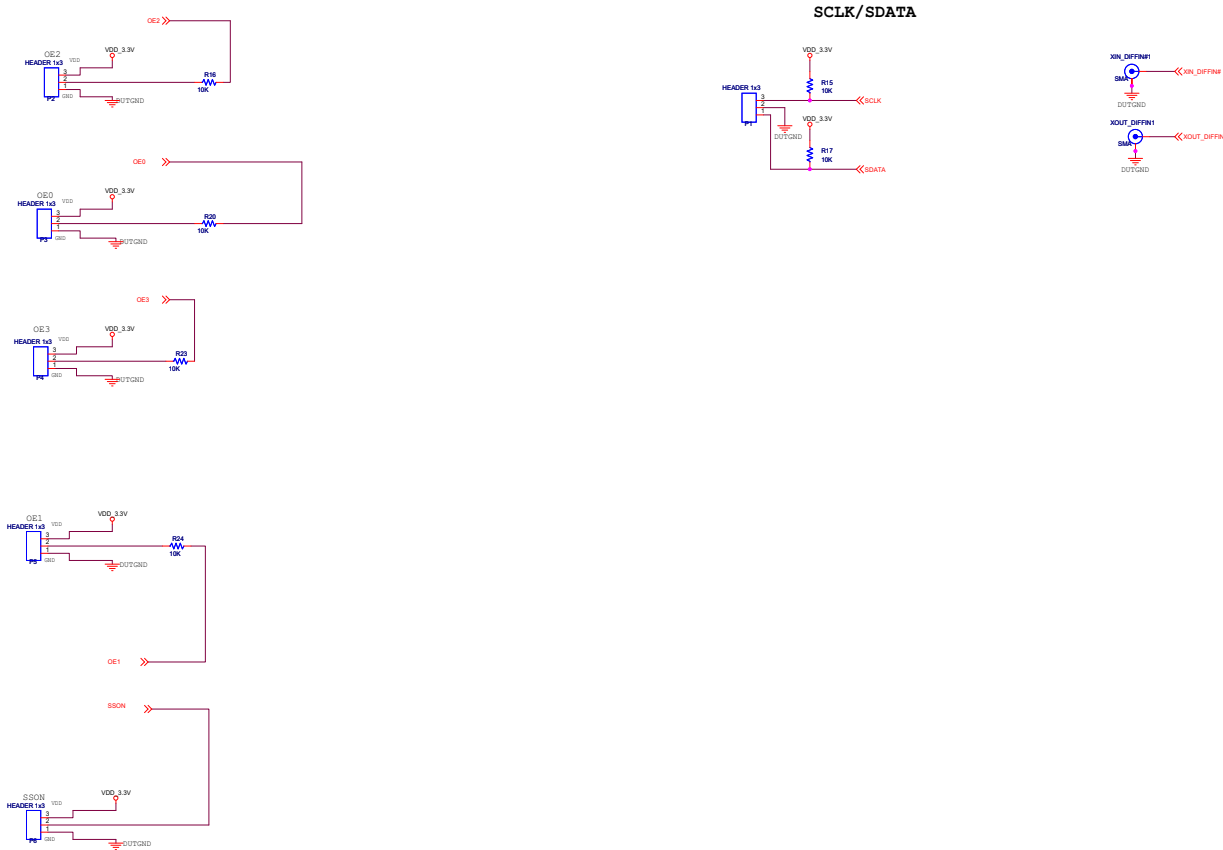 SCLK/SDATA
OE2
OE2
HEADER 1x3
VDD
VDD_3.3V
3
2
1
P2
GND
DUTGND
R16
10K
OE0
OE0
HEADER 1x3
VDD
VDD_3.3V
3
2
1
P3
GND
DUTGND
R20
10K
OE3
OE3
HEADER 1x3
VDD
VDD_3.3V
3
2
1
P4
GND
DUTGND
R23
10K
OE1
HEADER 1x3
VDD
VDD_3.3V
3
2
1
P5
GND
DUTGND
R24
10K
OE1
SSON
SSON
HEADER 1x3
VDD
VDD_3.3V
3
2
1
P6
GND
DUTGND
VDD_3.3V
HEADER 1x3
3
2
1
P1
R15
10K
SCLK
DUTGND
VDD_3.3V
R17
10K
SDATA
XIN_DIFFIN#1
SMA
XIN_DIFFIN#
DUTGND
XOUT_DIFFIN1
SMA
XOUT_DIFFIN
DUTGND